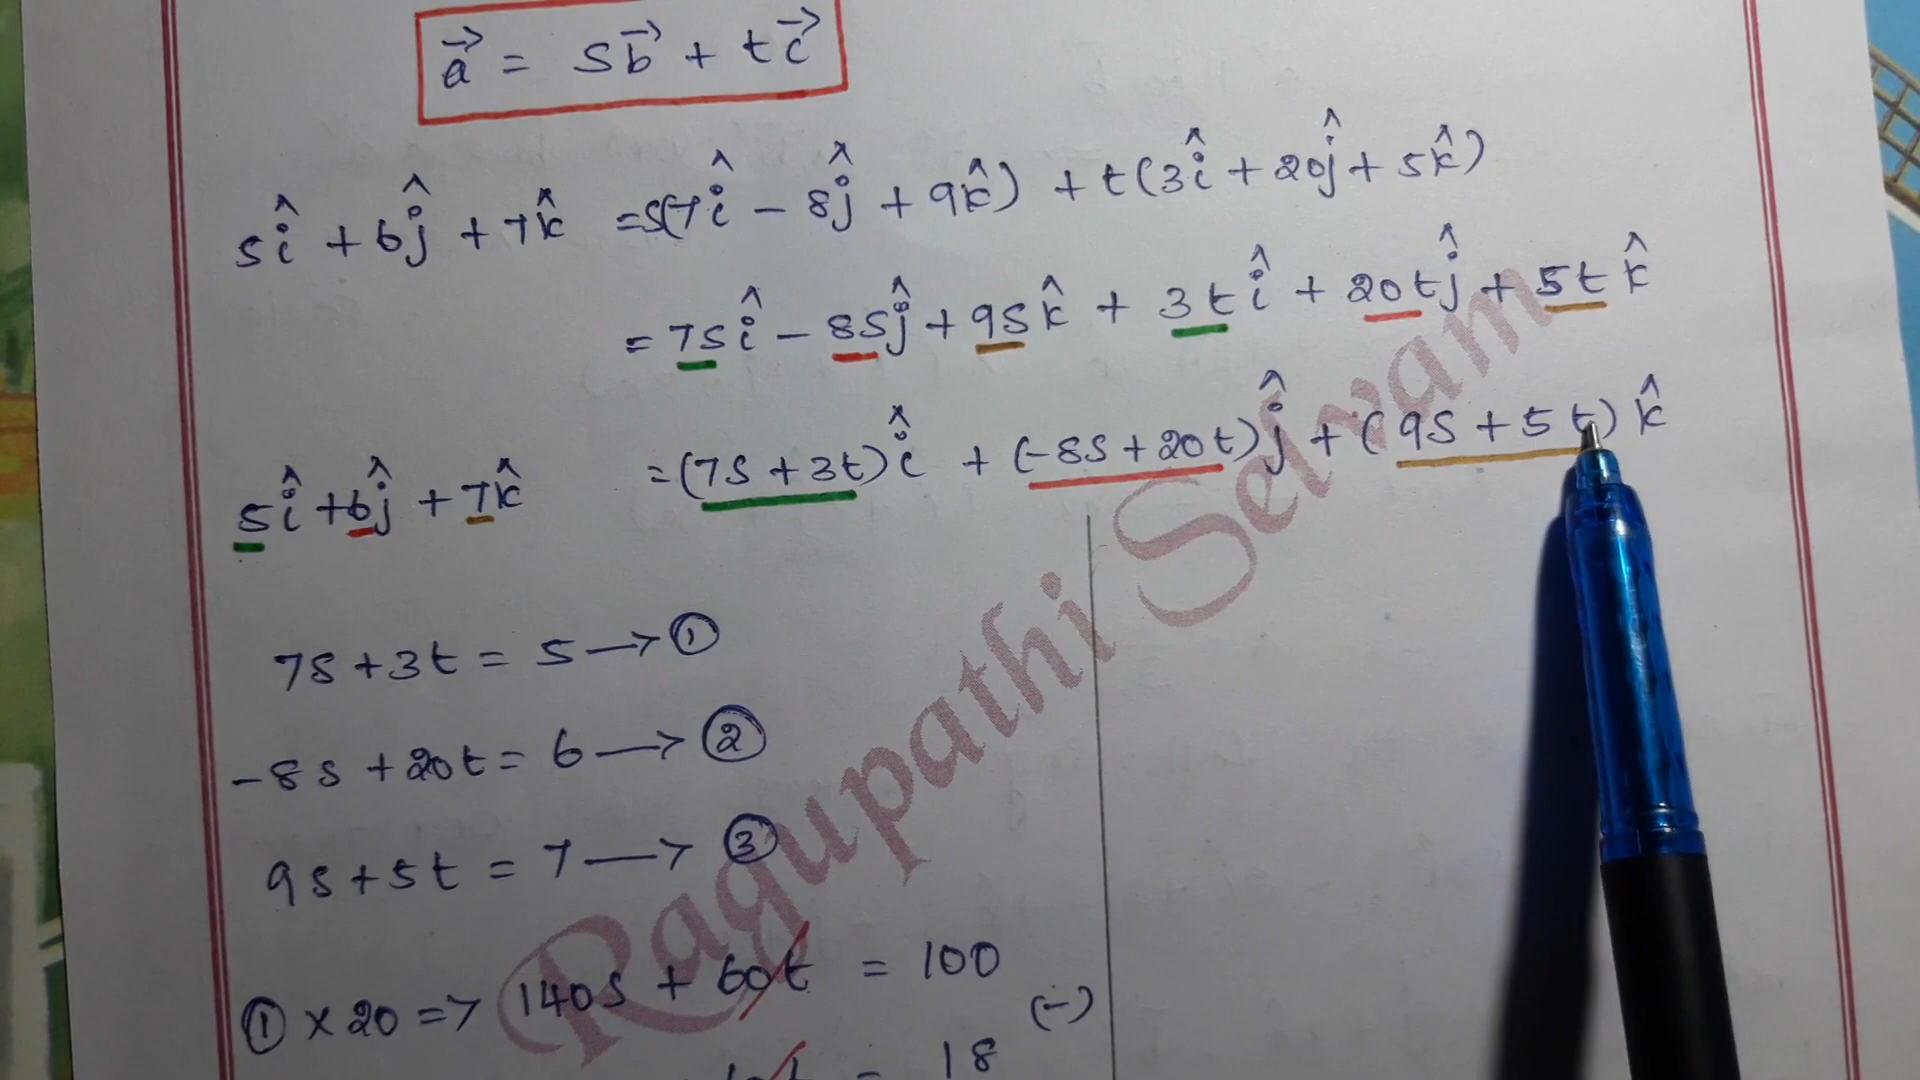 a⃗ = sb⃗ + tc⃗
5î + 6ĵ + 7k̂ = s(7î − 8ĵ + 9k̂) + t(3î + 20ĵ + 5k̂)
= 7sî − 8sĵ + 9sk̂ + 3tî + 20tĵ + 5tk̂
5î + 6ĵ + 7k̂ = (7s + 3t)î + (−8s + 20t)ĵ + (9s + 5t)k̂
7s + 3t = 5 → ①
−8s + 20t = 6 → ②
9s + 5t = 7 → ③
① × 20 => 140s + 60t = 100
(−)
= 18
Ragupathi Selvam